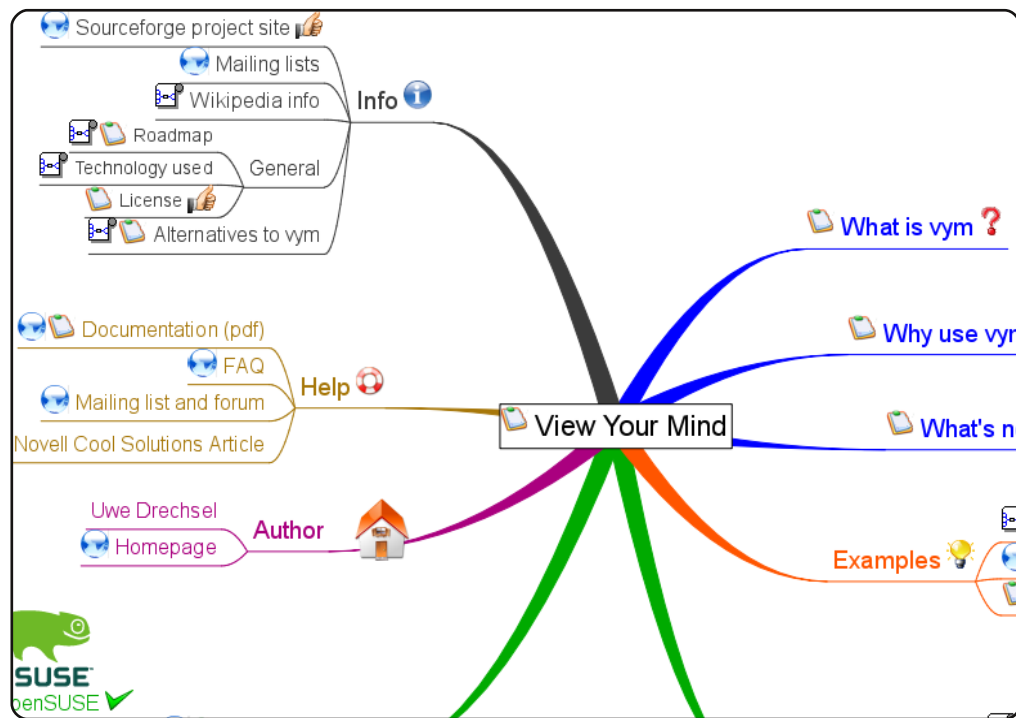 Sourceforge project site
Mailing lists
Wikipedia info
Info
Roadmap
Technology used
General
License
Alternatives to vym
What is vym
Documentation (pdf)
Why use vy
FAQ
Help
Mailing list and forum
View Your Mind
What's n
Novell Cool Solutions Article
Uwe Drechsel
Author
Homepage
Examples
SUSE
penSUSE